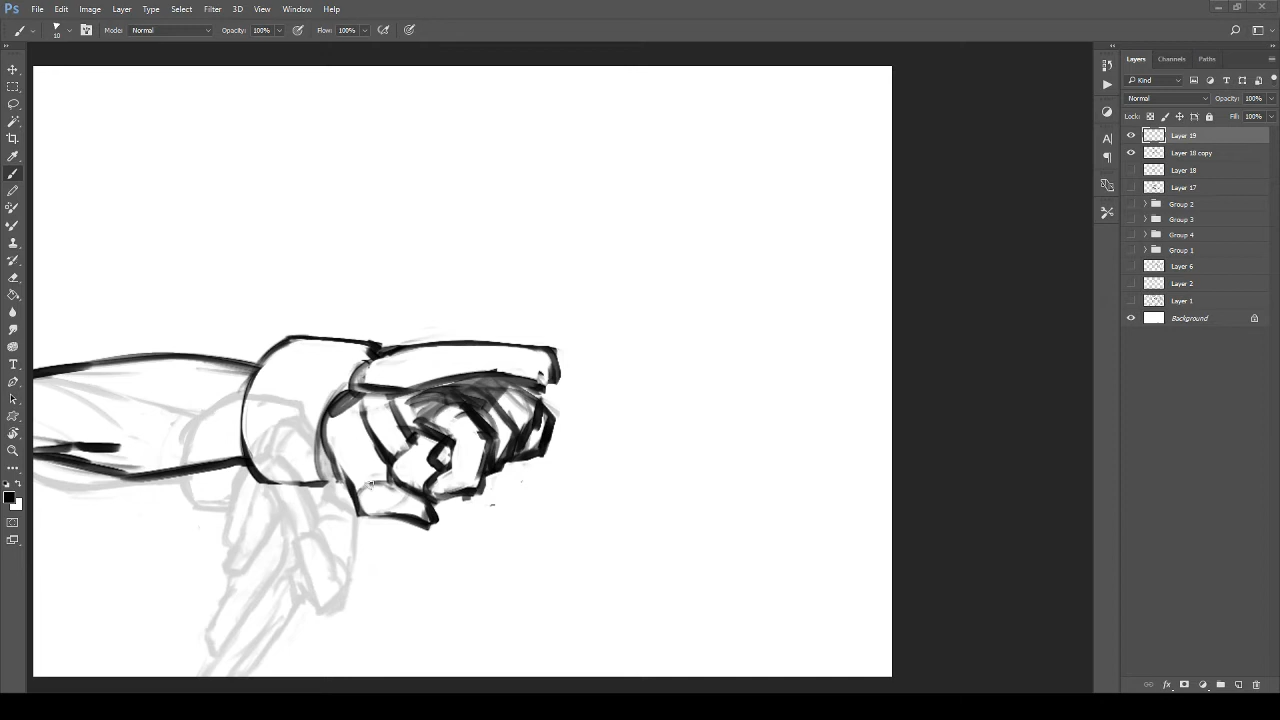 Ps File Edit Image Layer Type Select Filter 3D View Window Help
10 Mode: Normal Opacity: 100% Flow: 100%
Layers Channels Paths
Kind
Normal Opacity: 100%
Lock: Fill: 100%
Layer 19
Layer 18 copy
Layer 18
Layer 17
Group 2
Group 3
Group 4
Group 1
Layer 6
Layer 2
Layer 1
Background